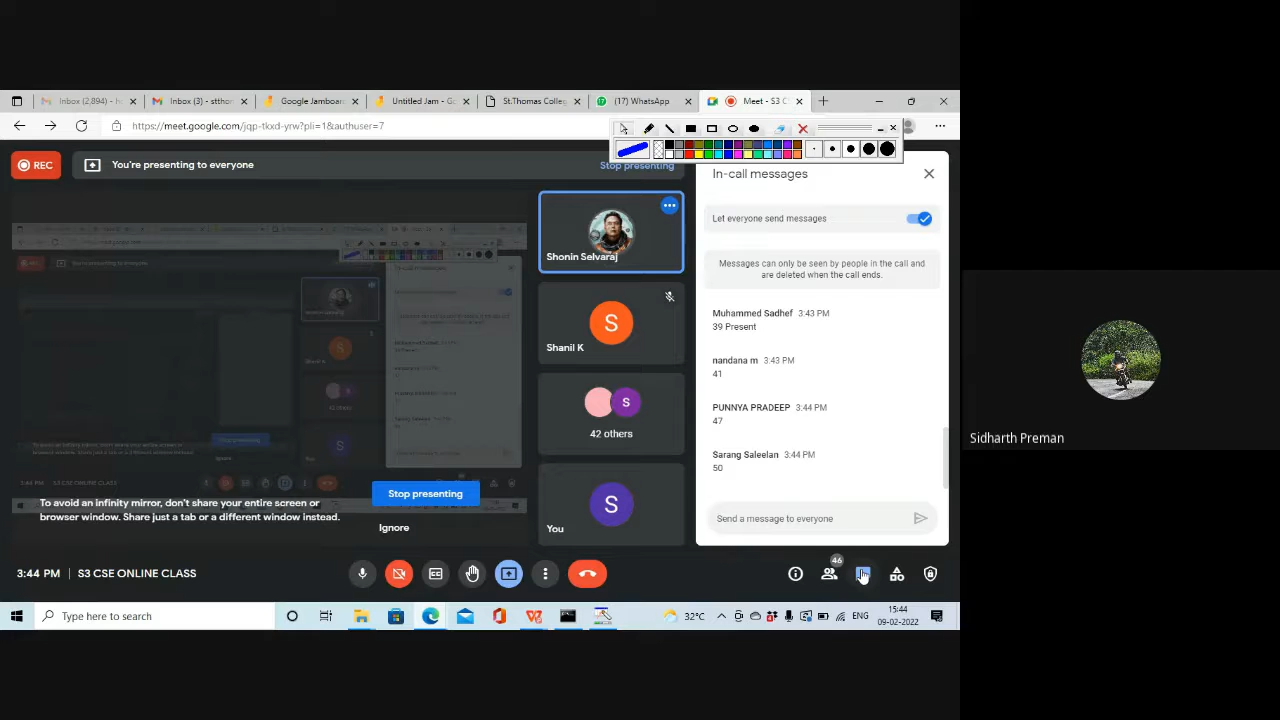 Inbox (2,894) - h
Inbox (3) - stthor
Google Jamboard
Untitled Jam - Go
St.Thomas Colleg
(17) WhatsApp
Meet - S3 C
https://meet.google.com/jqp-tkxd-yrw?pli=1&authuser=7
REC
You're presenting to everyone
Stop presenting
Shonin Selvaraj
Shanil K
S
S
42 others
S
You
To avoid an infinity mirror, don't share your entire screen or
browser window. Share just a tab or a different window instead.
Stop presenting
Ignore
In-call messages
Let everyone send messages
Messages can only be seen by people in the call and
are deleted when the call ends.
Muhammed Sadhef 3:43 PM
39 Present
nandana m 3:43 PM
41
PUNNYA PRADEEP 3:44 PM
47
Sarang Saleelan 3:44 PM
50
Send a message to everyone
3:44 PM | S3 CSE ONLINE CLASS
46
Type here to search
32°C
ENG
15:44
09-02-2022
Sidharth Preman